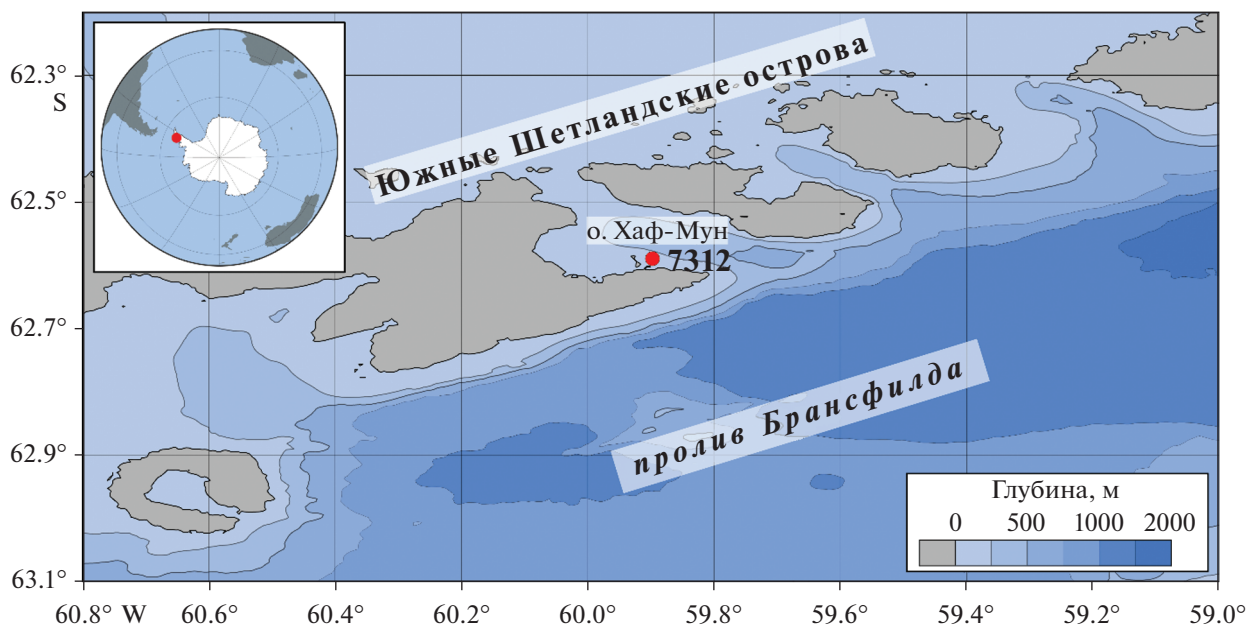 62.3°
S
62.5°
62.7°
62.9°
63.1°
Южные Шетландские острова
о. Хаф-Мун
7312
пролив Брансфилда
Глубина, м
0 500 1000 2000
60.8° W 60.6° 60.4° 60.2° 60.0° 59.8° 59.6° 59.4° 59.2° 59.0°